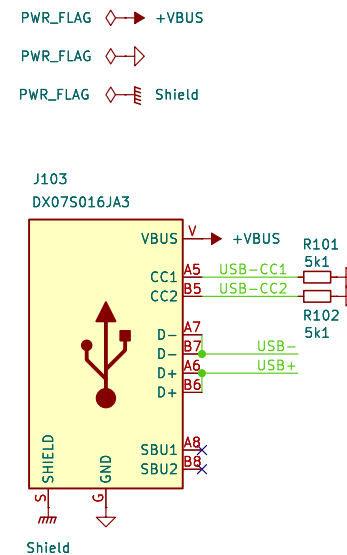 PWR_FLAG +VBUS
PWR_FLAG
PWR_FLAG Shield
J103
DX07S016JA3
VBUS V +VBUS
R101
5k1
CC1 A5 USB-CC1
CC2 B5 USB-CC2
R102
5k1
D- A7
D- B7 USB-
D+ A6 USB+
D+ B6
SBU1 A8
SBU2 B8
SHIELD GND
S G
Shield